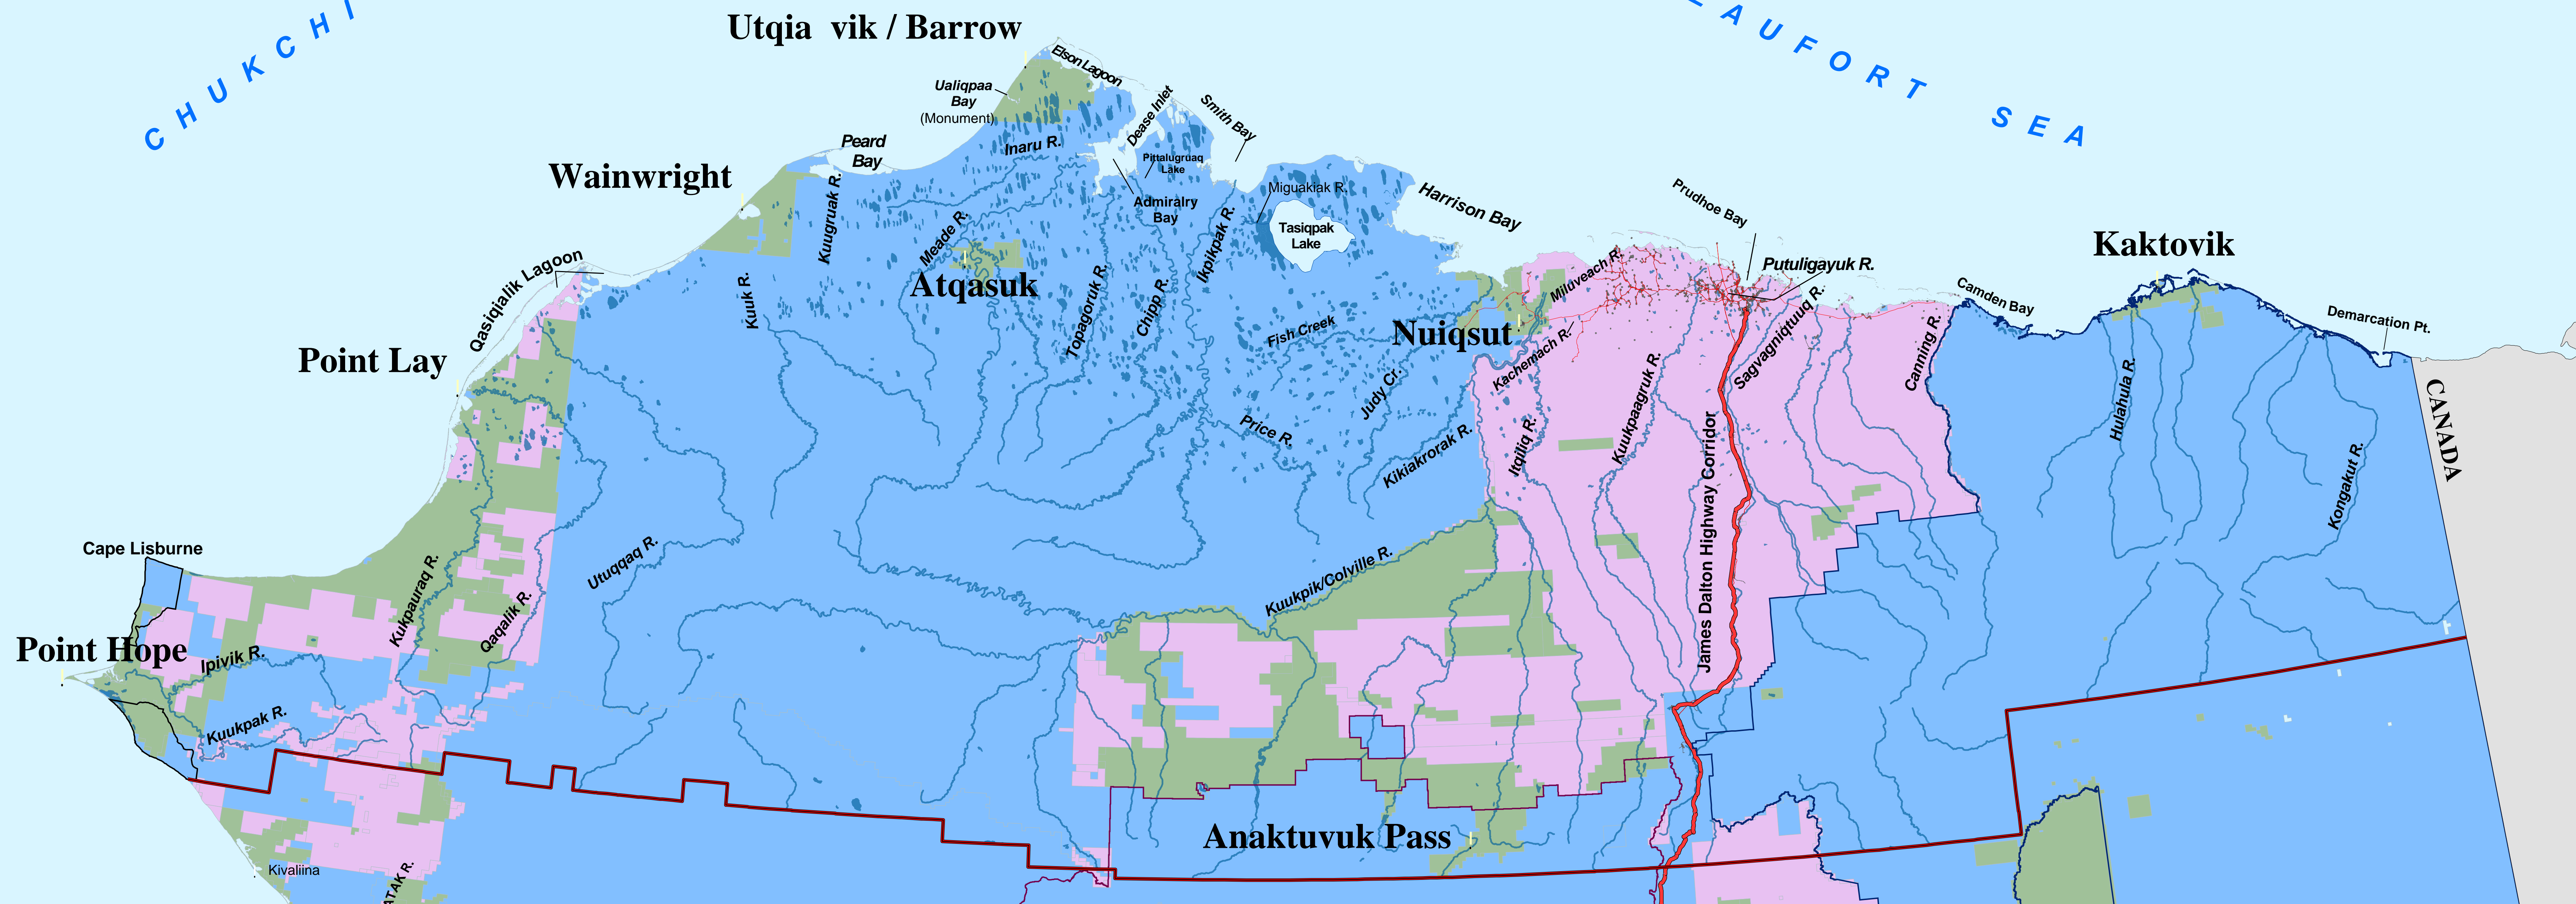 CHUKCHI
BEAUFORT SEA
Utqia vik / Barrow
Elson Lagoon
Ualiqpaa
Bay
(Monument)
Dease Inlet
Smith Bay
Peard
Bay
Inaru R.
Pittalugruaq
Lake
Wainwright
Kuugruak R.
Admiralry
Bay
Miguakiak R.
Harrison Bay
Prudhoe Bay
Meade R.
Ikpikpak R.
Tasiqpak
Lake
Kaktovik
Qasiqialik Lagoon
Kuuk R.
Atqasuk
Topagoruk R.
Chipp R.
Miluveach R.
Putuligayuk R.
Camden Bay
Demarcation Pt.
Point Lay
Fish Creek
Nuiqsut
Kachemach R.
Sagvagniqtuuq R.
Canning R.
Judy Cr.
Kuukpaagruk R.
Hulahula R.
CANADA
Price R.
Kikiakrorak R.
Itqiliq R.
James Dalton Highway Corridor
Kongakut R.
Cape Lisburne
Utuqqaq R.
Kukpauraq R.
Qaqalik R.
Kuukpik/Colville R.
Point Hope
Ipivik R.
Kuukpak R.
Anaktuvuk Pass
Kivaliina
ATAK R.